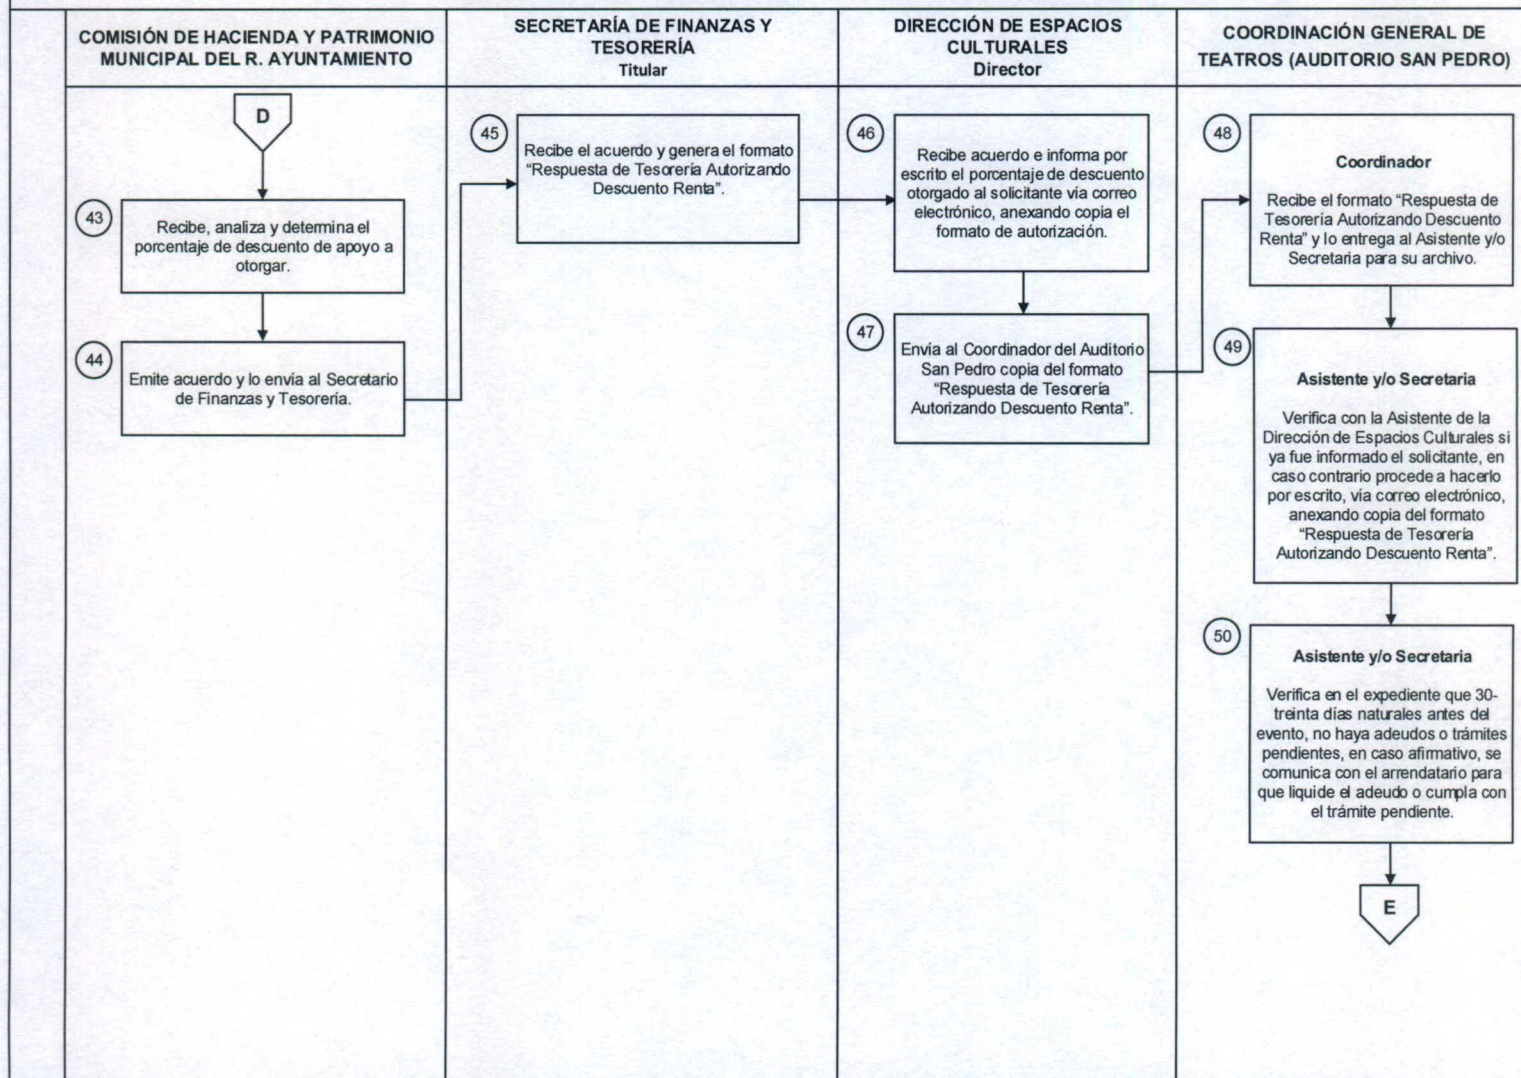 COMISIÓN DE HACIENDA Y PATRIMONIO
MUNICIPAL DEL R. AYUNTAMIENTO
SECRETARÍA DE FINANZAS Y
TESORERÍA
Titular
DIRECCIÓN DE ESPACIOS
CULTURALES
Director
COORDINACIÓN GENERAL DE
TEATROS (AUDITORIO SAN PEDRO)
D
43
Recibe, analiza y determina el
porcentaje de descuento de apoyo a
otorgar.
44
Emite acuerdo y lo envía al Secretario
de Finanzas y Tesorería.
45
Recibe el acuerdo y genera el formato
“Respuesta de Tesorería Autorizando
Descuento Renta”.
46
Recibe acuerdo e informa por
escrito el porcentaje de descuento
otorgado al solicitante vía correo
electrónico, anexando copia el
formato de autorización.
47
Envía al Coordinador del Auditorio
San Pedro copia del formato
“Respuesta de Tesorería
Autorizando Descuento Renta”.
48
Coordinador
Recibe el formato “Respuesta de
Tesorería Autorizando Descuento
Renta” y lo entrega al Asistente y/o
Secretaria para su archivo.
49
Asistente y/o Secretaria
Verifica con la Asistente de la
Dirección de Espacios Culturales si
ya fue informado el solicitante, en
caso contrario procede a hacerlo
por escrito, vía correo electrónico,
anexando copia del formato
“Respuesta de Tesorería
Autorizando Descuento Renta”.
50
Asistente y/o Secretaria
Verifica en el expediente que 30-
treinta días naturales antes del
evento, no haya adeudos o trámites
pendientes, en caso afirmativo, se
comunica con el arrendatario para
que liquide el adeudo o cumpla con
el trámite pendiente.
E